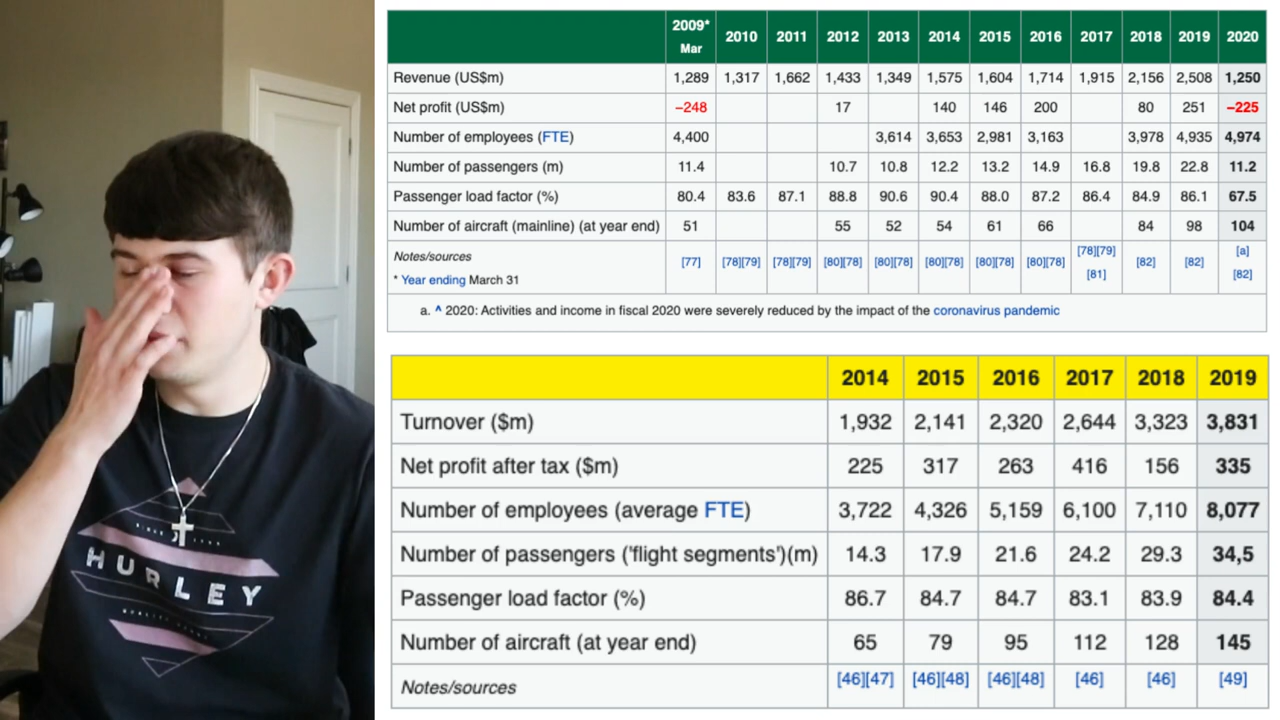 2009* Mar 2010 2011 2012 2013 2014 2015 2016 2017 2018 2019 2020
Revenue (US$m) 1,289 1,317 1,662 1,433 1,349 1,575 1,604 1,714 1,915 2,156 2,508 1,250
Net profit (US$m) −248 17 140 146 200 80 251 −225
Number of employees (FTE) 4,400 3,614 3,653 2,981 3,163 3,978 4,935 4,974
Number of passengers (m) 11.4 10.7 10.8 12.2 13.2 14.9 16.8 19.8 22.8 11.2
Passenger load factor (%) 80.4 83.6 87.1 88.8 90.6 90.4 88.0 87.2 86.4 84.9 86.1 67.5
Number of aircraft (mainline) (at year end) 51 55 52 54 61 66 84 98 104
Notes/sources
* Year ending March 31
[77] [78][79] [78][79] [80][78] [80][78] [80][78] [80][78] [80][78] [78][79] [81] [82] [82] [a] [82]
a. ^ 2020: Activities and income in fiscal 2020 were severely reduced by the impact of the coronavirus pandemic
2014 2015 2016 2017 2018 2019
Turnover ($m) 1,932 2,141 2,320 2,644 3,323 3,831
Net profit after tax ($m) 225 317 263 416 156 335
Number of employees (average FTE) 3,722 4,326 5,159 6,100 7,110 8,077
Number of passengers ('flight segments')(m) 14.3 17.9 21.6 24.2 29.3 34,5
Passenger load factor (%) 86.7 84.7 84.7 83.1 83.9 84.4
Number of aircraft (at year end) 65 79 95 112 128 145
Notes/sources [46][47] [46][48] [46][48] [46] [46] [49]
HURLEY